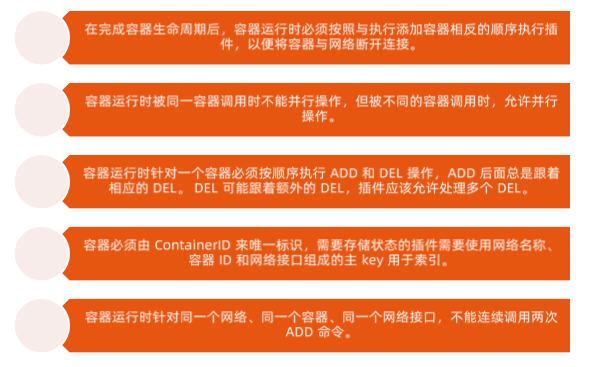 在完成容器生命周期后，容器运行时必须按照与执行添加容器相反的顺序执行插
件，以便将容器与网络断开连接。
容器运行时被同一容器调用时不能并行操作，但被不同的容器调用时，允许并行
操作。
容器运行时针对一个容器必须按顺序执行 ADD 和 DEL 操作，ADD 后面总是跟着
相应的 DEL。 DEL 可能跟着额外的 DEL，插件应该允许处理多个 DEL。
容器必须由 ContainerID 来唯一标识，需要存储状态的插件需要使用网络名称、
容器 ID 和网络接口组成的主 key 用于索引。
容器运行时针对同一个网络、同一个容器、同一个网络接口，不能连续调用两次
ADD 命令。